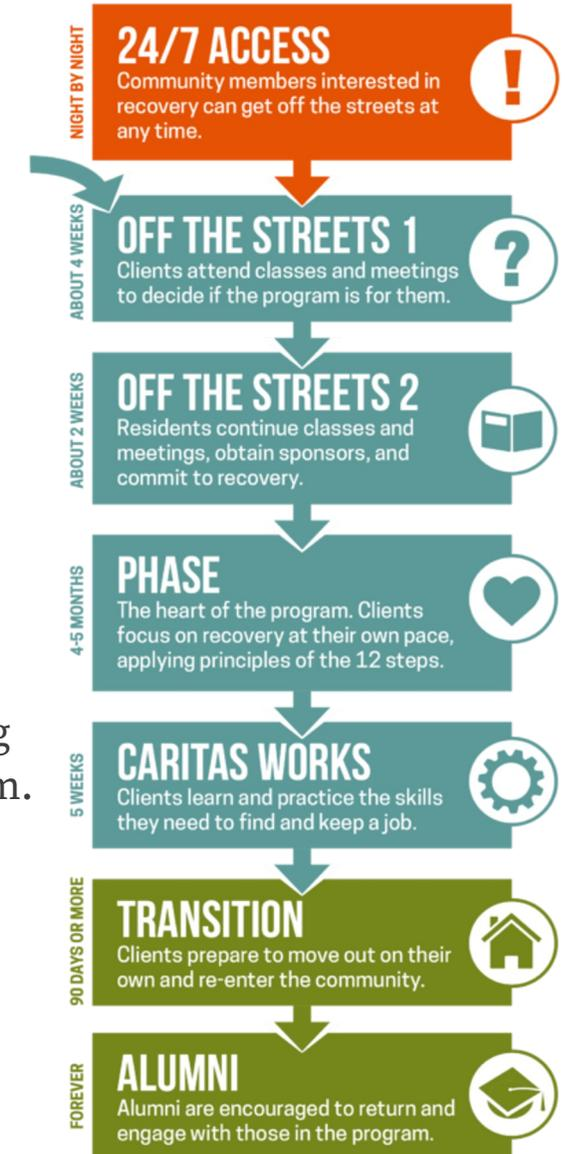 NIGHT BY NIGHT
24/7 ACCESS
Community members interested in
recovery can get off the streets at
any time.
!
ABOUT 4 WEEKS
OFF THE STREETS 1
Clients attend classes and meetings
to decide if the program is for them.
?
ABOUT 2 WEEKS
OFF THE STREETS 2
Residents continue classes and
meetings, obtain sponsors, and
commit to recovery.
4-5 MONTHS
PHASE
The heart of the program. Clients
focus on recovery at their own pace,
applying principles of the 12 steps.
g
m.
5 WEEKS
CARITAS WORKS
Clients learn and practice the skills
they need to find and keep a job.
90 DAYS OR MORE
TRANSITION
Clients prepare to move out on their
own and re-enter the community.
FOREVER
ALUMNI
Alumni are encouraged to return and
engage with those in the program.